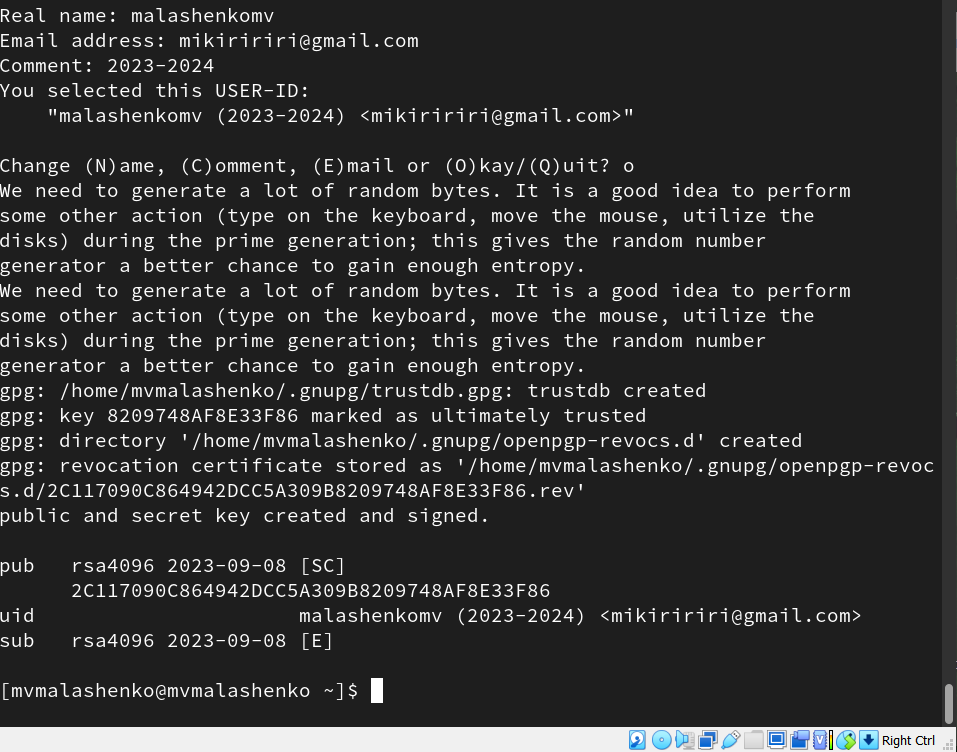 Real name: malashenkomv
Email address: mikiririri@gmail.com
Comment: 2023-2024
You selected this USER-ID:
    "malashenkomv (2023-2024) <mikiririri@gmail.com>"

Change (N)ame, (C)omment, (E)mail or (O)kay/(Q)uit? o
We need to generate a lot of random bytes. It is a good idea to perform
some other action (type on the keyboard, move the mouse, utilize the
disks) during the prime generation; this gives the random number
generator a better chance to gain enough entropy.
We need to generate a lot of random bytes. It is a good idea to perform
some other action (type on the keyboard, move the mouse, utilize the
disks) during the prime generation; this gives the random number
generator a better chance to gain enough entropy.
gpg: /home/mvmalashenko/.gnupg/trustdb.gpg: trustdb created
gpg: key 8209748AF8E33F86 marked as ultimately trusted
gpg: directory '/home/mvmalashenko/.gnupg/openpgp-revocs.d' created
gpg: revocation certificate stored as '/home/mvmalashenko/.gnupg/openpgp-revoc
s.d/2C117090C864942DCC5A309B8209748AF8E33F86.rev'
public and secret key created and signed.

pub   rsa4096 2023-09-08 [SC]
      2C117090C864942DCC5A309B8209748AF8E33F86
uid                      malashenkomv (2023-2024) <mikiririri@gmail.com>
sub   rsa4096 2023-09-08 [E]

[mvmalashenko@mvmalashenko ~]$
Right Ctrl